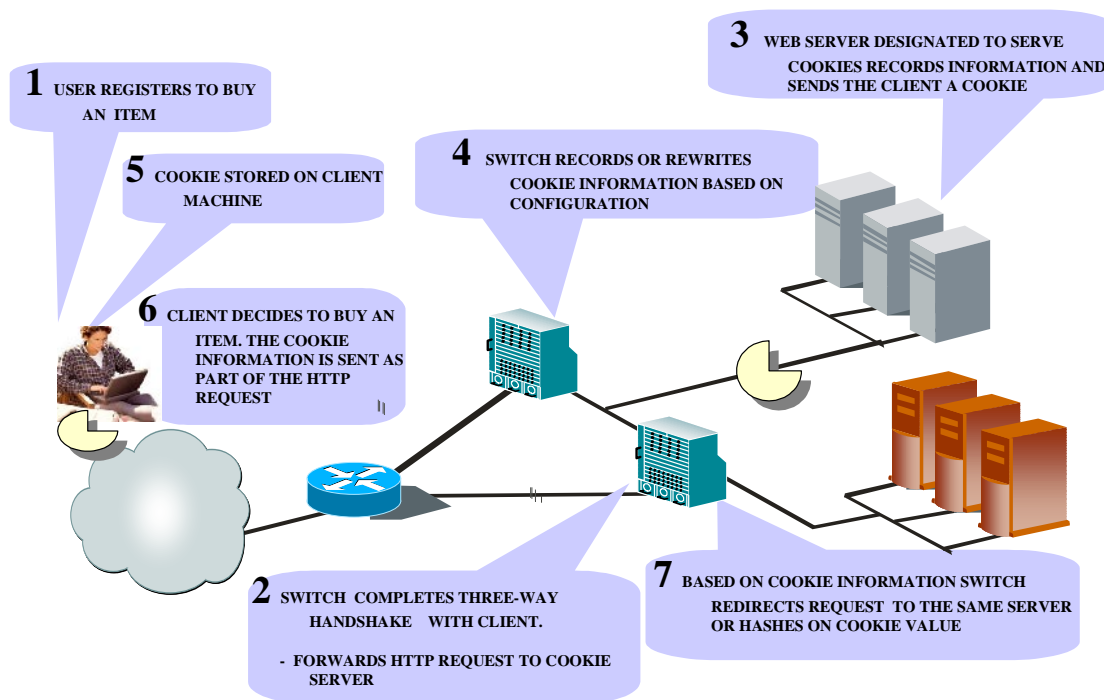 1 USER REGISTERS TO BUY
AN ITEM
5 COOKIE STORED ON CLIENT
MACHINE
6 CLIENT DECIDES TO BUY AN
ITEM. THE COOKIE
INFORMATION IS SENT AS
PART OF THE HTTP
REQUEST
4 SWITCH RECORDS OR REWRITES
COOKIE INFORMATION BASED ON
CONFIGURATION
3 WEB SERVER DESIGNATED TO SERVE
COOKIES RECORDS INFORMATION AND
SENDS THE CLIENT A COOKIE
2 SWITCH COMPLETES THREE-WAY
HANDSHAKE WITH CLIENT.
- FORWARDS HTTP REQUEST TO COOKIE
SERVER
7 BASED ON COOKIE INFORMATION SWITCH
REDIRECTS REQUEST TO THE SAME SERVER
OR HASHES ON COOKIE VALUE